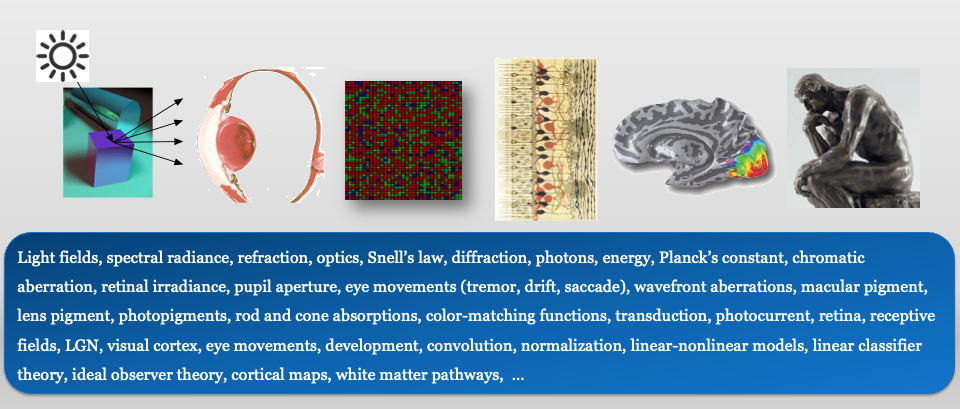 Light fields, spectral radiance, refraction, optics, Snell’s law, diffraction, photons, energy, Planck’s constant, chromatic
aberration, retinal irradiance, pupil aperture, eye movements (tremor, drift, saccade), wavefront aberrations, macular pigment,
lens pigment, photopigments, rod and cone absorptions, color-matching functions, transduction, photocurrent, retina, receptive
fields, LGN, visual cortex, eye movements, development, convolution, normalization, linear-nonlinear models, linear classifier
theory, ideal observer theory, cortical maps, white matter pathways,  ...